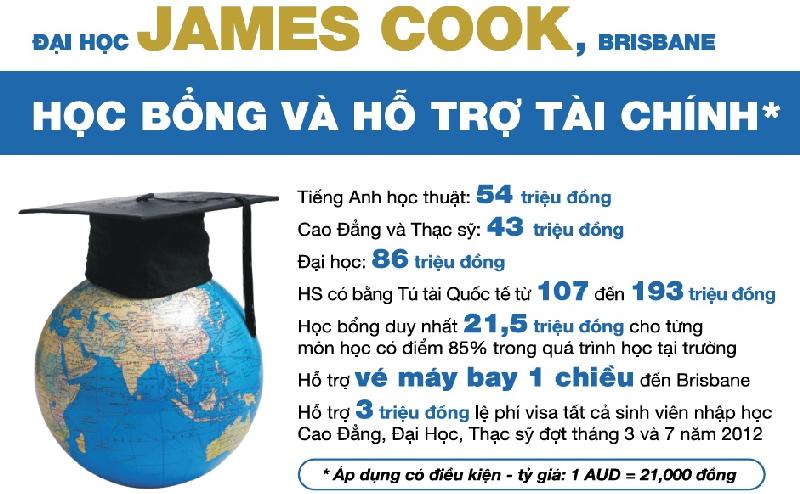 ĐẠI HỌC JAMES COOK, BRISBANE
HỌC BỔNG VÀ HỖ TRỢ TÀI CHÍNH*
Tiếng Anh học thuật: 54 triệu đồng
Cao Đẳng và Thạc sỹ: 43 triệu đồng
Đại học: 86 triệu đồng
HS có bằng Tú tài Quốc tế từ 107 đến 193 triệu đồng
Học bổng duy nhất 21,5 triệu đồng cho từng
môn học có điểm 85% trong quá trình học tại trường
Hỗ trợ vé máy bay 1 chiều đến Brisbane
Hỗ trợ 3 triệu đồng lệ phí visa tất cả sinh viên nhập học
Cao Đẳng, Đại Học, Thạc sỹ đợt tháng 3 và 7 năm 2012
* Áp dụng có điều kiện - tỷ giá: 1 AUD = 21,000 đồng